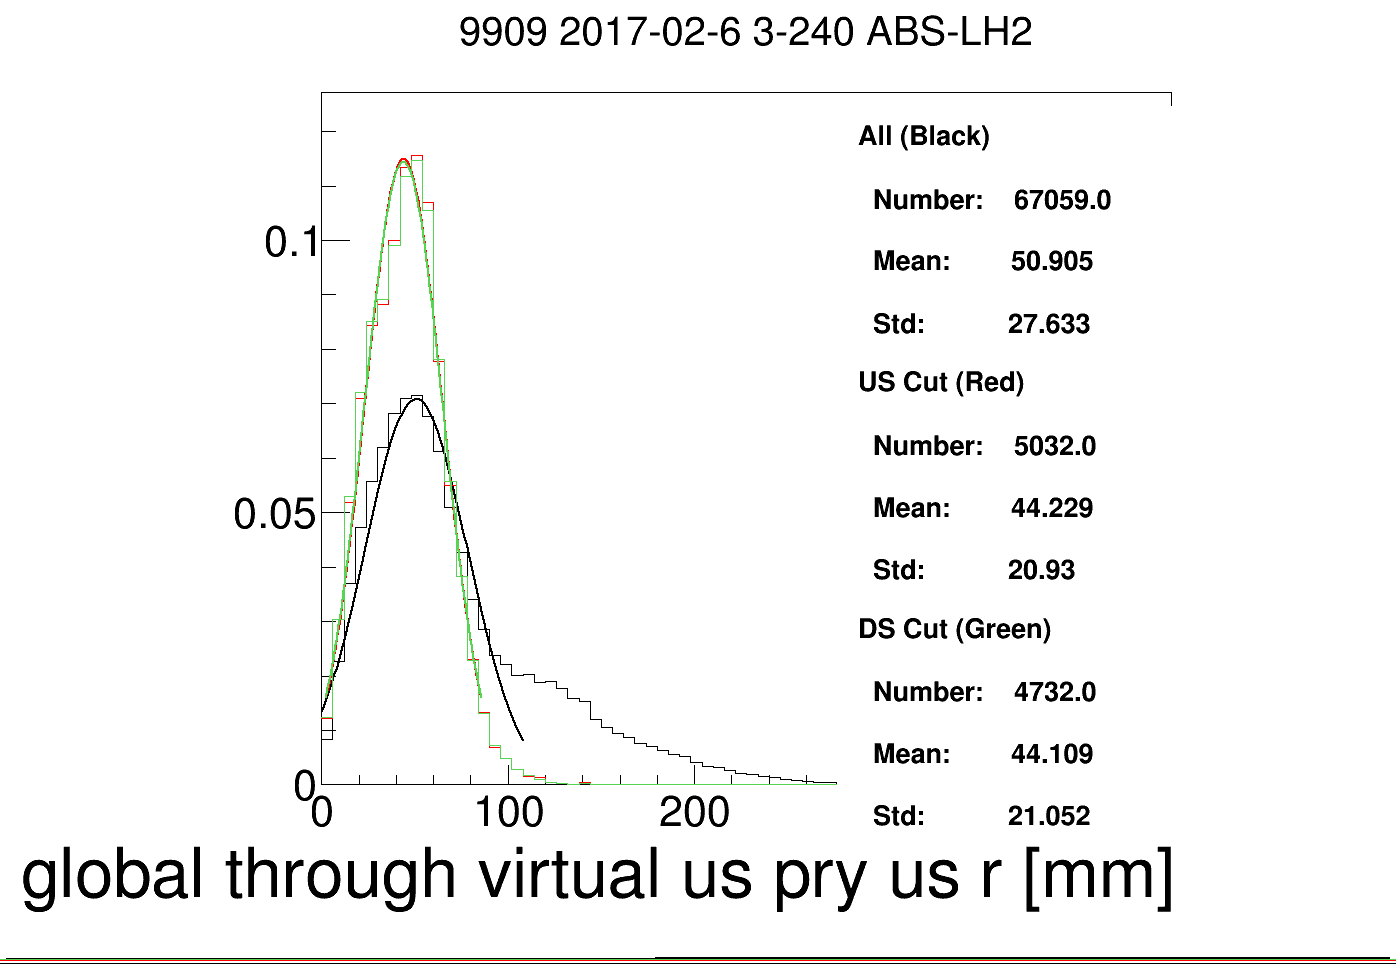 9909 2017-02-6 3-240 ABS-LH2
All (Black)
Number: 67059.0
Mean: 50.905
Std: 27.633
US Cut (Red)
Number: 5032.0
Mean: 44.229
Std: 20.93
DS Cut (Green)
Number: 4732.0
Mean: 44.109
Std: 21.052
0.1
0.05
0
0 100 200
global through virtual us pry us r [mm]